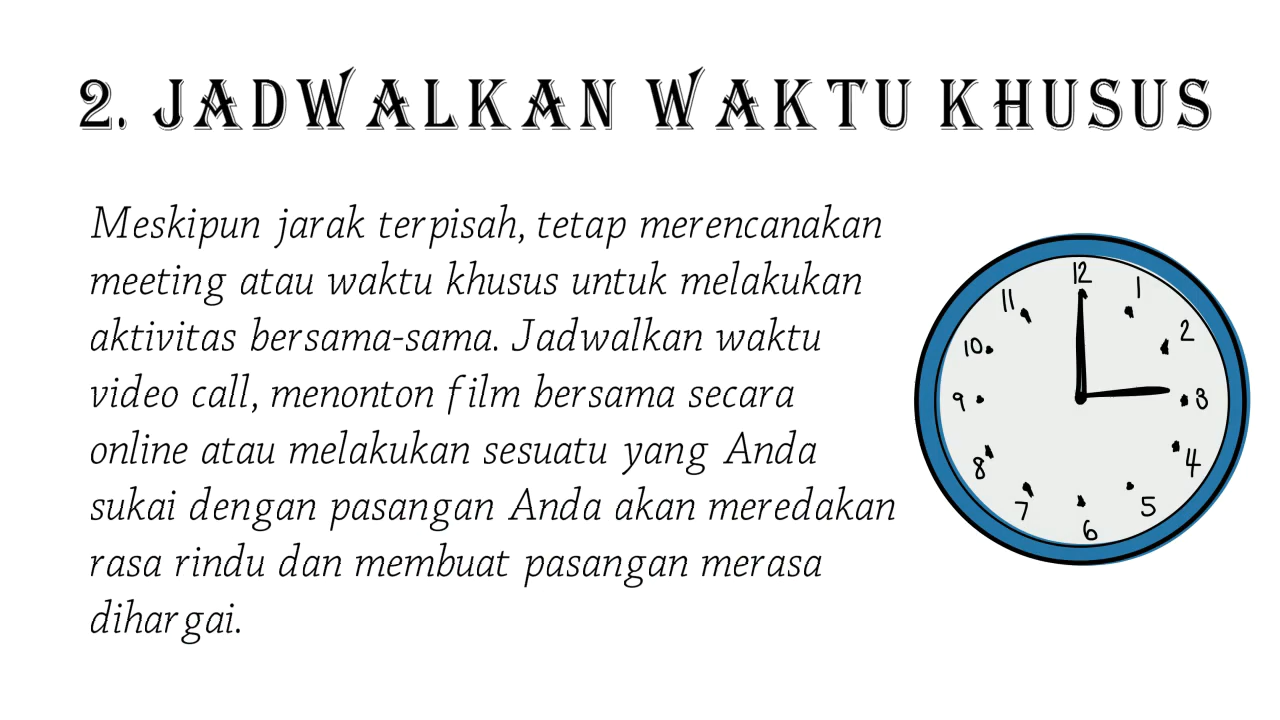 2. JADWALKAN WAKTU KHUSUS
Meskipun jarak terpisah, tetap merencanakan
meeting atau waktu khusus untuk melakukan
aktivitas bersama-sama. Jadwalkan waktu
video call, menonton film bersama secara
online atau melakukan sesuatu yang Anda
sukai dengan pasangan Anda akan meredakan
rasa rindu dan membuat pasangan merasa
dihargai.
12
1
2
3
4
5
6
7
8
9
10
11